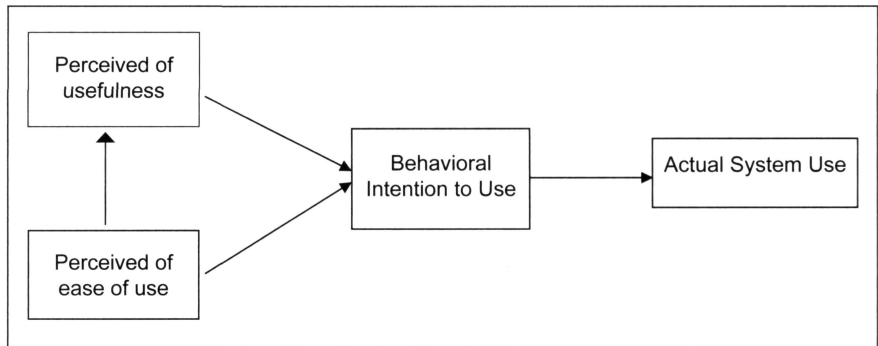 Perceived of
usefulness
Behavioral
Intention to Use
Actual System Use
Perceived of
ease of use